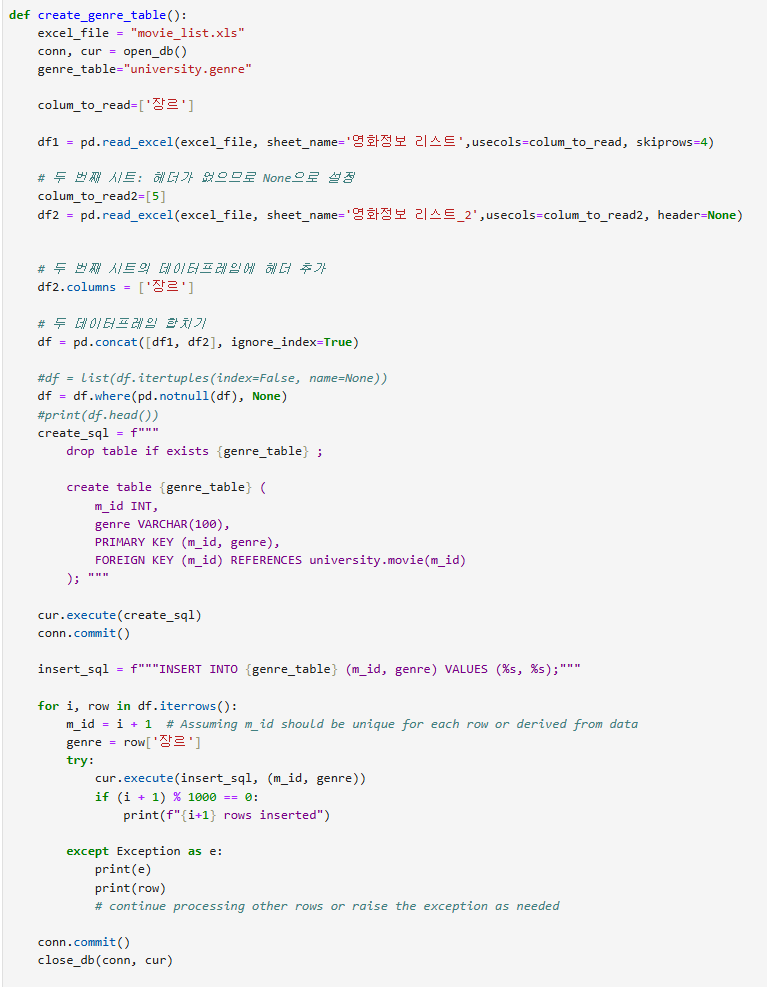 def create_genre_table():
    excel_file = "movie_list.xls"
    conn, cur = open_db()
    genre_table="university.genre"

    colum_to_read=['장르']

    df1 = pd.read_excel(excel_file, sheet_name='영화정보 리스트',usecols=colum_to_read, skiprows=4)

    # 두 번째 시트: 헤더가 없으므로 None으로 설정
    colum_to_read2=[5]
    df2 = pd.read_excel(excel_file, sheet_name='영화정보 리스트_2',usecols=colum_to_read2, header=None)


    # 두 번째 시트의 데이터프레임에 헤더 추가
    df2.columns = ['장르']

    # 두 데이터프레임 합치기
    df = pd.concat([df1, df2], ignore_index=True)

    #df = list(df.itertuples(index=False, name=None))
    df = df.where(pd.notnull(df), None)
    #print(df.head())
    create_sql = f"""
        drop table if exists {genre_table} ;

        create table {genre_table} (
            m_id INT,
            genre VARCHAR(100),
            PRIMARY KEY (m_id, genre),
            FOREIGN KEY (m_id) REFERENCES university.movie(m_id)
        ); """

    cur.execute(create_sql)
    conn.commit()

    insert_sql = f"""INSERT INTO {genre_table} (m_id, genre) VALUES (%s, %s);"""

    for i, row in df.iterrows():
        m_id = i + 1  # Assuming m_id should be unique for each row or derived from data
        genre = row['장르']
        try:
            cur.execute(insert_sql, (m_id, genre))
            if (i + 1) % 1000 == 0:
                print(f"{i+1} rows inserted")

        except Exception as e:
            print(e)
            print(row)
            # continue processing other rows or raise the exception as needed

    conn.commit()
    close_db(conn, cur)